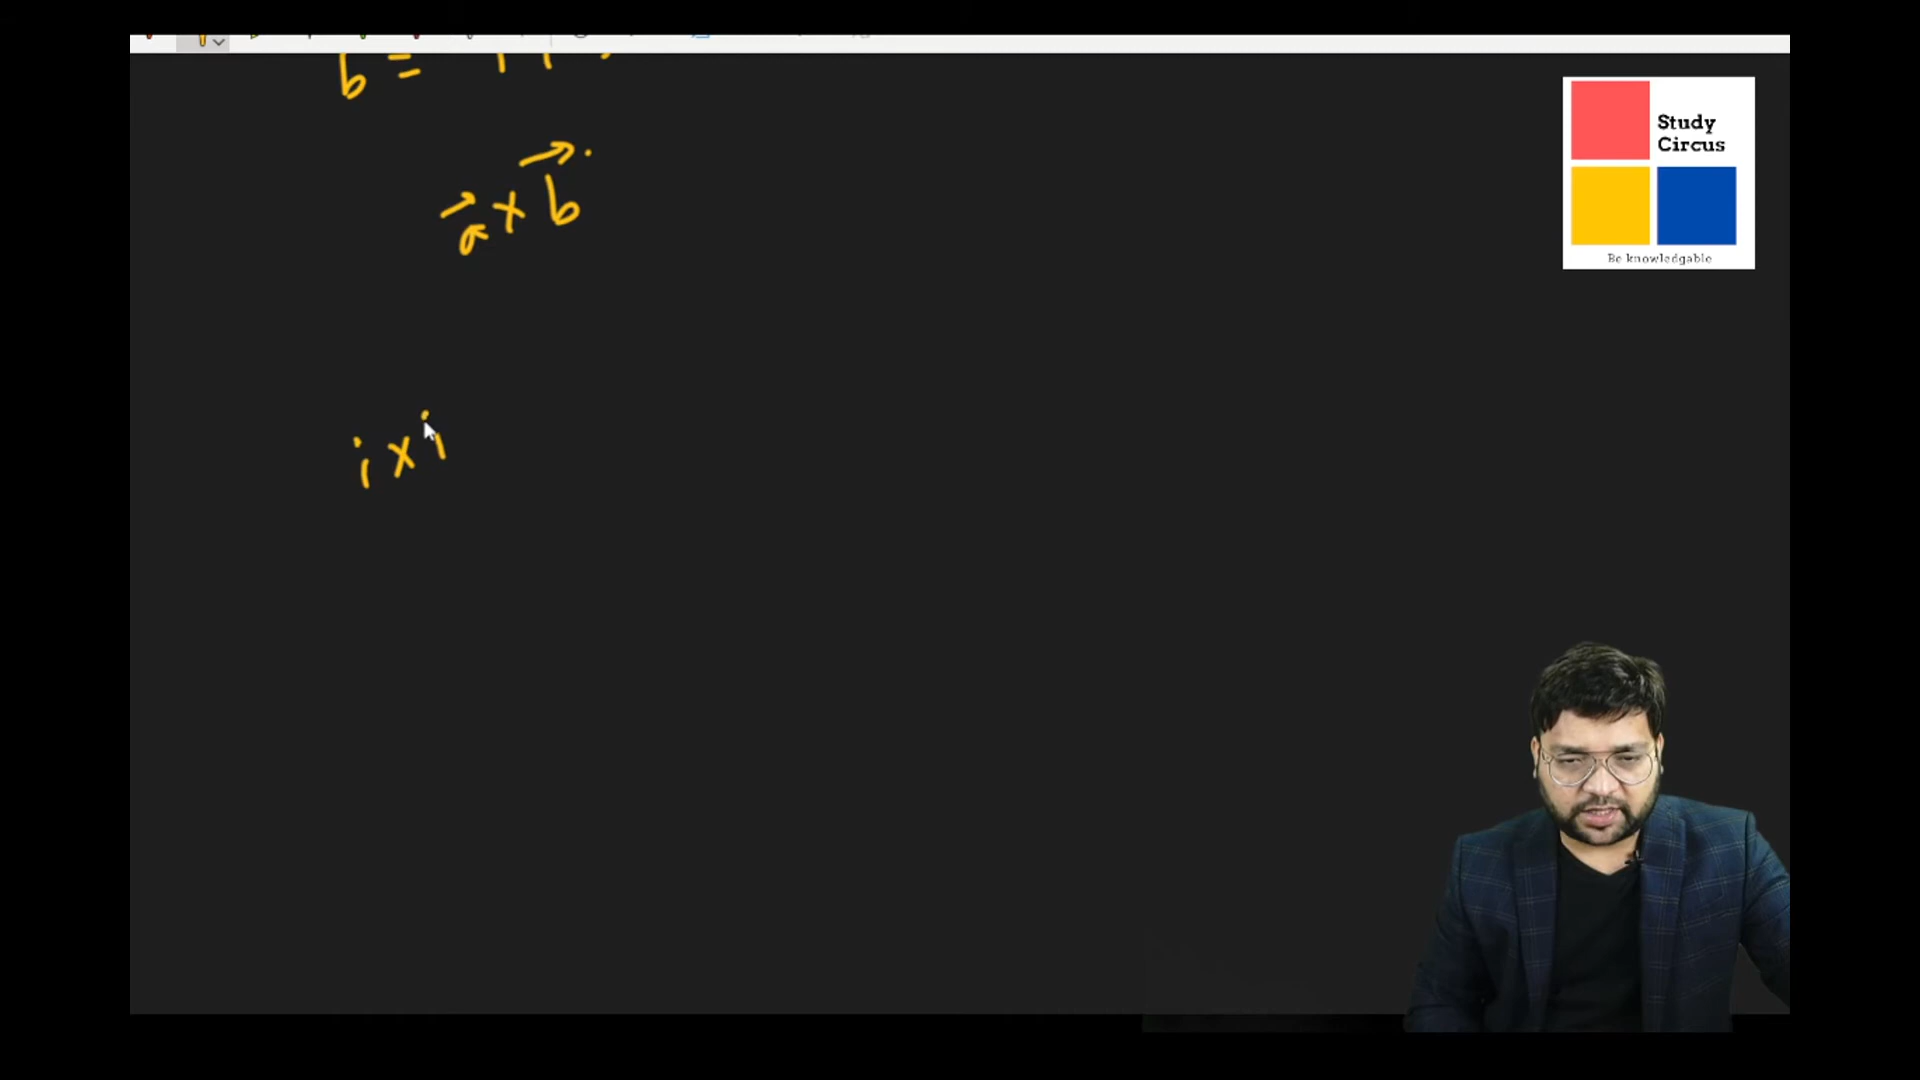 b =
a × b
i × i
Study
Circus
Be knowledgable